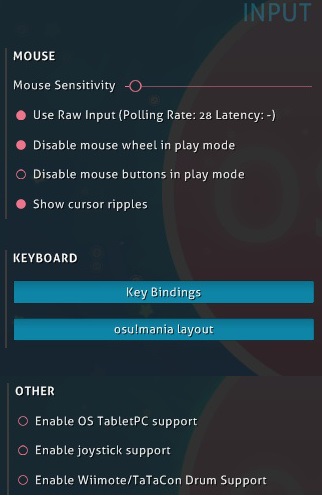 INPUT
MOUSE
Mouse Sensitivity
Use Raw Input (Polling Rate: 28 Latency: -)
Disable mouse wheel in play mode
Disable mouse buttons in play mode
Show cursor ripples
KEYBOARD
Key Bindings
osu!mania layout
OTHER
Enable OS TabletPC support
Enable joystick support
Enable Wiimote/TaTaCon Drum Support